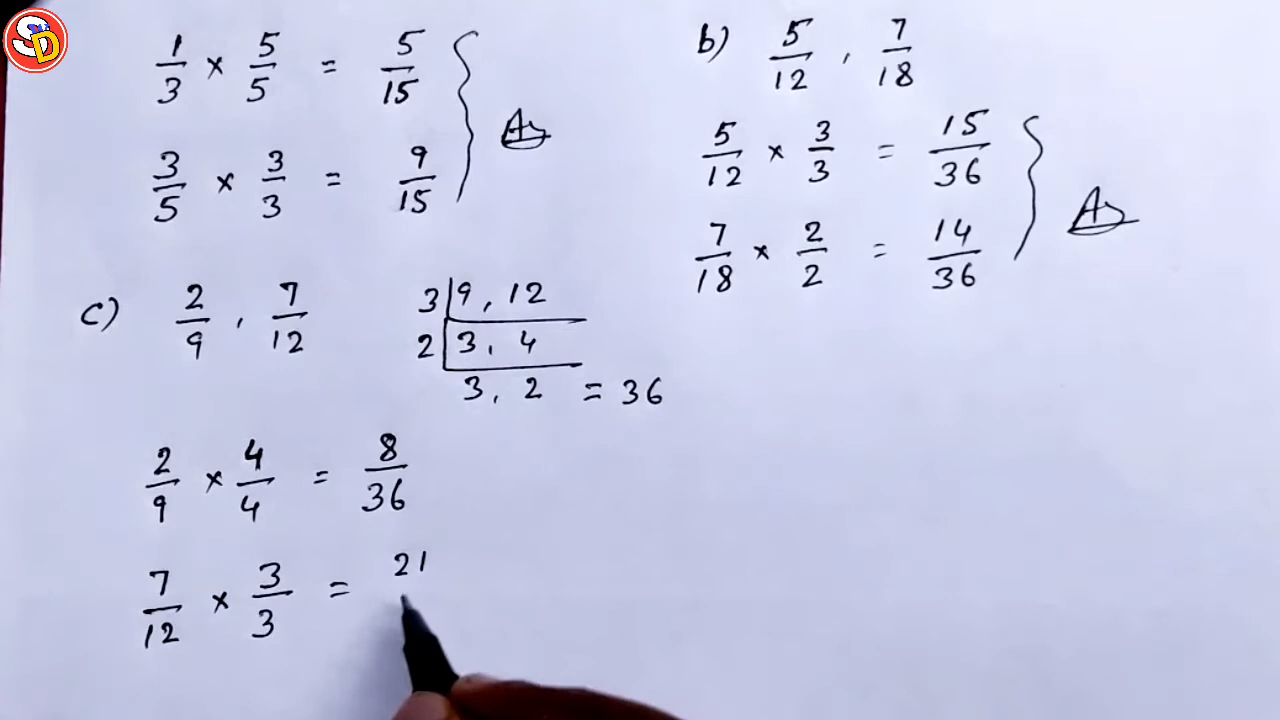 SD
1/3 × 5/5 = 5/15
3/5 × 3/3 = 9/15
Ans
b) 5/12 , 7/18
5/12 × 3/3 = 15/36
7/18 × 2/2 = 14/36
Ans
c) 2/9 , 7/12
3 | 9 , 12
2 | 3 , 4
3 , 2 = 36
2/9 × 4/4 = 8/36
7/12 × 3/3 = 21